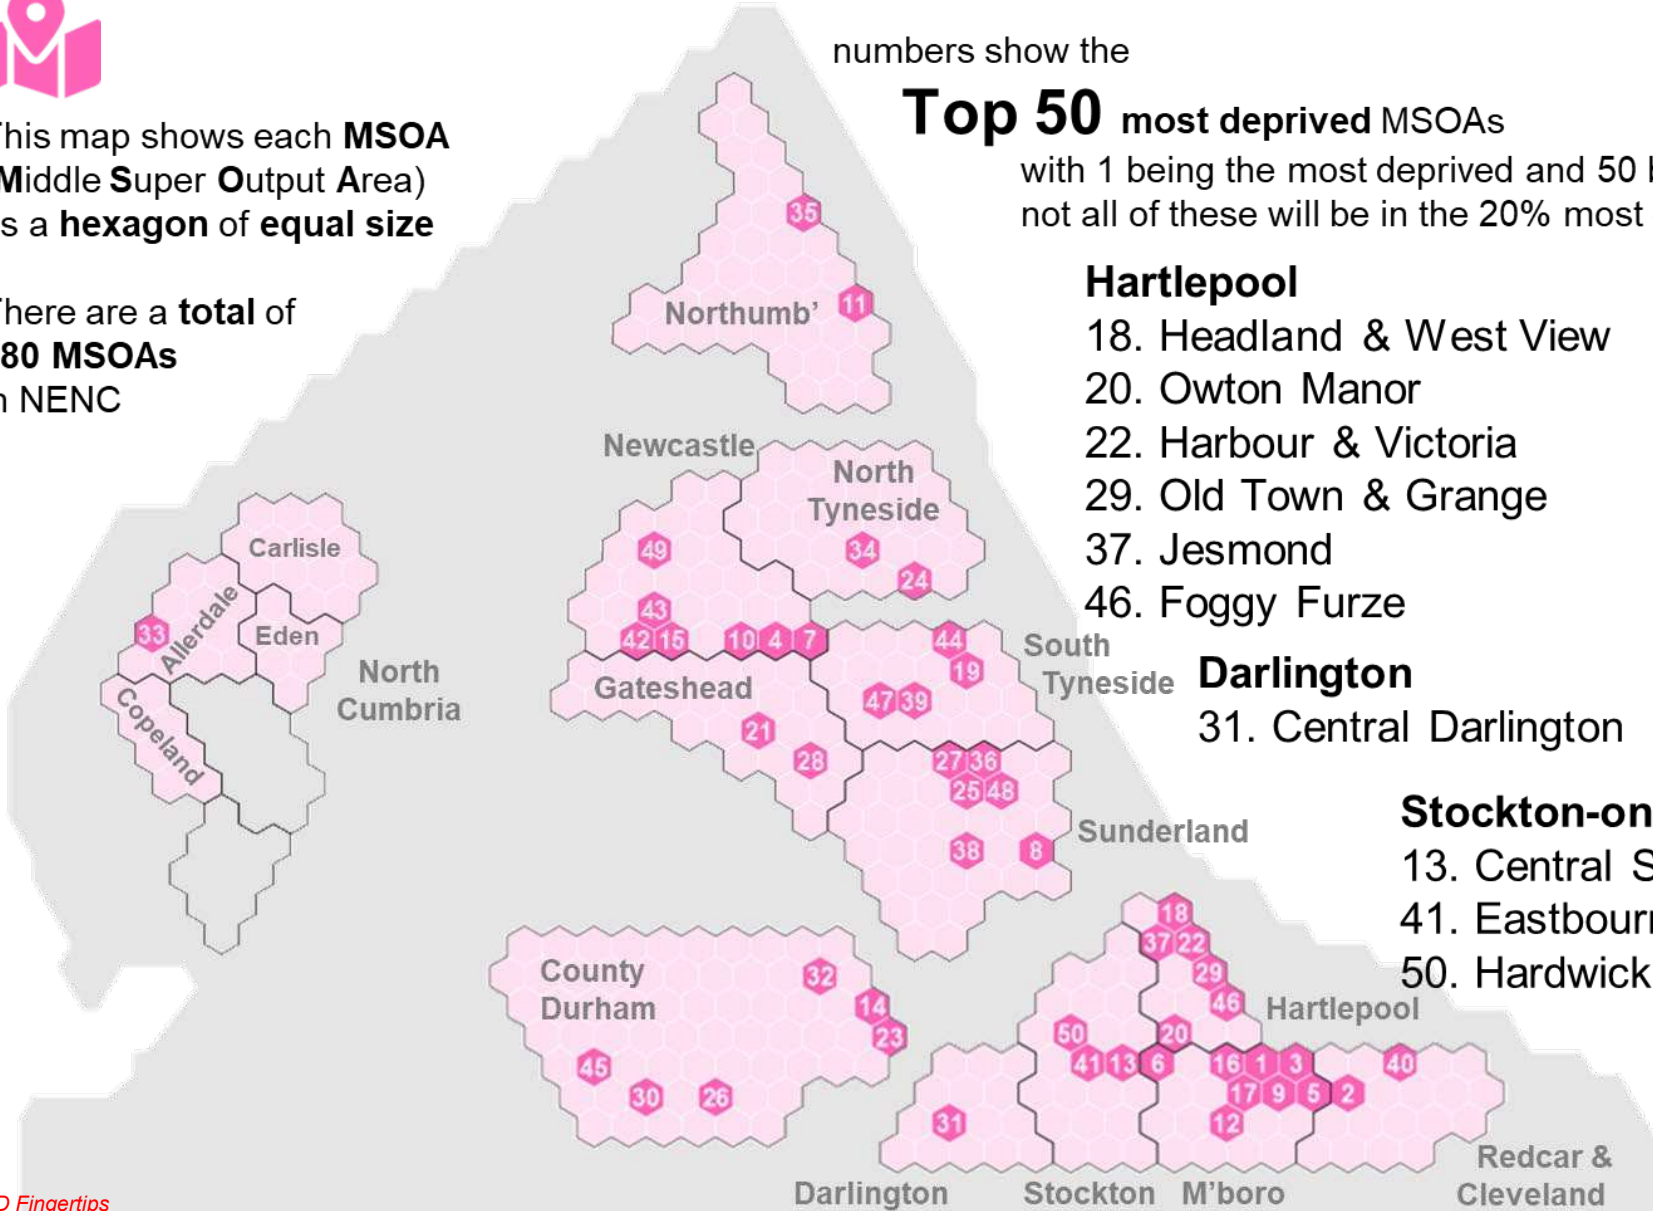 his map shows each MSOA
Middle Super Output Area)
s a hexagon of equal size
here are a total of
80 MSOAs
n NENC
numbers show the
Top 50 most deprived MSOAs
with 1 being the most deprived and 50 b
not all of these will be in the 20% most
Hartlepool
18. Headland & West View
20. Owton Manor
22. Harbour & Victoria
29. Old Town & Grange
37. Jesmond
46. Foggy Furze
Darlington
31. Central Darlington
Stockton-on
13. Central S
41. Eastbourn
50. Hardwick
35
Northumb’
11
Newcastle
North
Tyneside
49
34
24
43
42 15 10 4 7
Carlisle
33
Allerdale
Eden
Copeland
North
Cumbria
Gateshead
21
28
44
19
47 39
South
Tyneside
27 36
25 48
38 8
Sunderland
County
Durham
32
14
23
45
30 26
18
37 22
29
46
20
Hartlepool
50
41 13 6 16 1 3 40
17 9 5 2
31 12
Darlington
Stockton
M’boro
Redcar &
Cleveland
D Fingertips